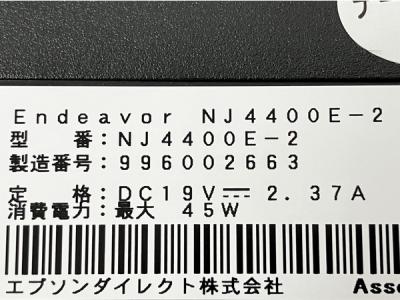 Endeavor NJ4400E-2
型　番：NJ4400E-2
製造番号：996002663
定　格：DC19V⎓ 2.37A
消費電力：最大 45W
エプソンダイレクト株式会社 Asse